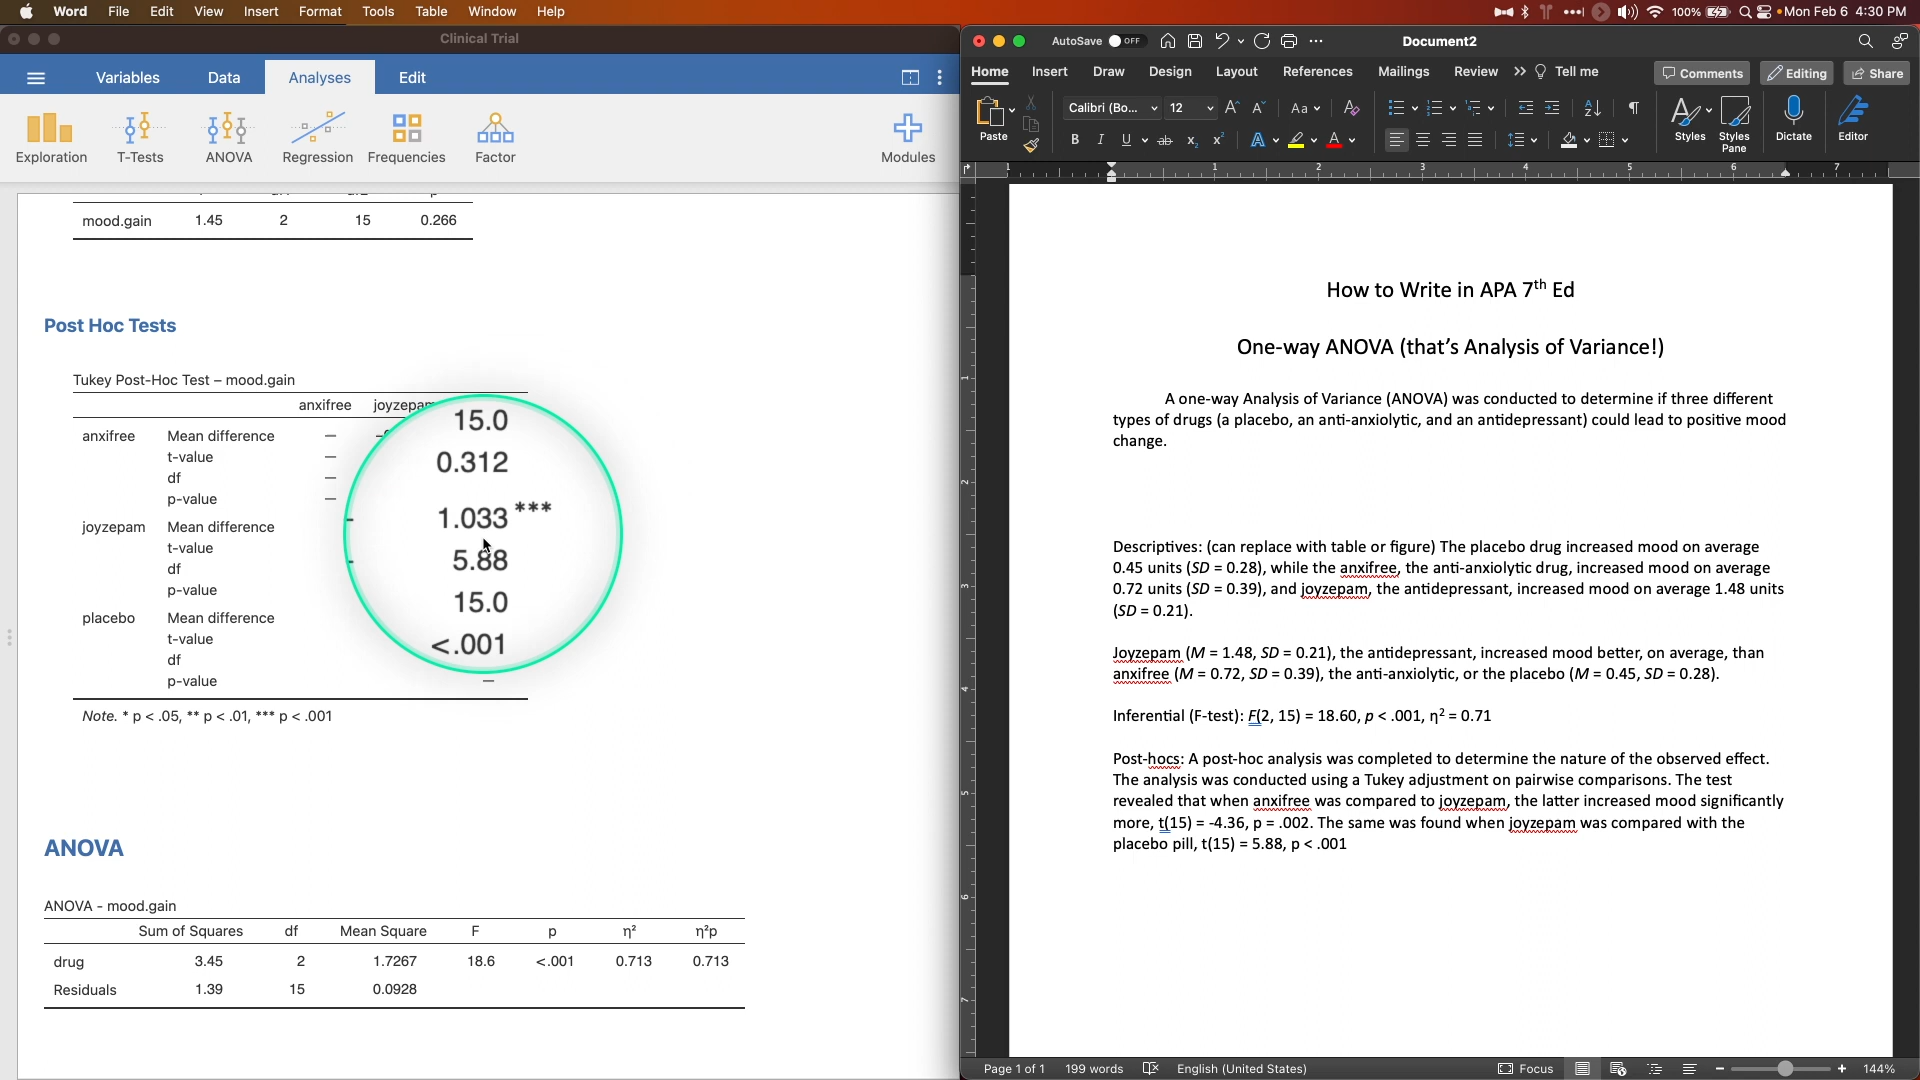 Word File Edit View Insert Format Tools Table Window Help
100% Mon Feb 6 4:30 PM
Clinical Trial
Variables Data Analyses Edit
Exploration T-Tests ANOVA Regression Frequencies Factor Modules
mood.gain 1.45 2 15 0.266
Post Hoc Tests
Tukey Post-Hoc Test – mood.gain
anxifree joyzepam
anxifree Mean difference —
t-value —
df —
p-value —
joyzepam Mean difference
t-value
df
p-value
placebo Mean difference
t-value
df
p-value —
15.0
0.312
1.033 ***
5.88
15.0
<.001
Note. * p < .05, ** p < .01, *** p < .001
ANOVA
ANOVA - mood.gain
Sum of Squares df Mean Square F p η² η²p
drug 3.45 2 1.7267 18.6 <.001 0.713 0.713
Residuals 1.39 15 0.0928
AutoSave OFF Document2
Home Insert Draw Design Layout References Mailings Review Tell me Comments Editing Share
Paste Calibri (Bo... 12 Styles Styles Pane Dictate Editor
1 1 2 3 4 5 6 7
How to Write in APA 7th Ed
One-way ANOVA (that's Analysis of Variance!)
A one-way Analysis of Variance (ANOVA) was conducted to determine if three different
types of drugs (a placebo, an anti-anxiolytic, and an antidepressant) could lead to positive mood
change.
Descriptives: (can replace with table or figure) The placebo drug increased mood on average
0.45 units (SD = 0.28), while the anxifree, the anti-anxiolytic drug, increased mood on average
0.72 units (SD = 0.39), and joyzepam, the antidepressant, increased mood on average 1.48 units
(SD = 0.21).
Joyzepam (M = 1.48, SD = 0.21), the antidepressant, increased mood better, on average, than
anxifree (M = 0.72, SD = 0.39), the anti-anxiolytic, or the placebo (M = 0.45, SD = 0.28).
Inferential (F-test): F(2, 15) = 18.60, p < .001, η² = 0.71
Post-hocs: A post-hoc analysis was completed to determine the nature of the observed effect.
The analysis was conducted using a Tukey adjustment on pairwise comparisons. The test
revealed that when anxifree was compared to joyzepam, the latter increased mood significantly
more, t(15) = -4.36, p = .002. The same was found when joyzepam was compared with the
placebo pill, t(15) = 5.88, p < .001
Page 1 of 1 199 words English (United States) Focus 144%